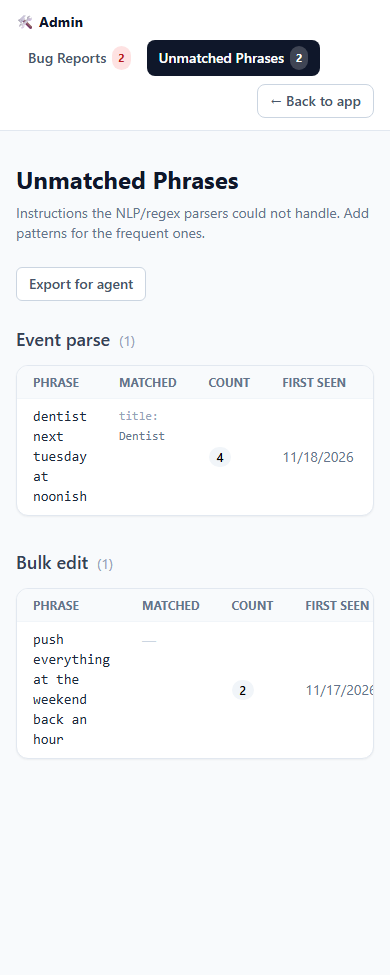 🛠️ Admin
Bug Reports 2
Unmatched Phrases 2
← Back to app
Unmatched Phrases
Instructions the NLP/regex parsers could not handle. Add
patterns for the frequent ones.
Export for agent
Event parse (1)
PHRASE MATCHED COUNT FIRST SEEN
dentist
next
tuesday
at
noonish
title:
Dentist
4
11/18/2026
Bulk edit (1)
PHRASE MATCHED COUNT FIRST SEEN
push
everything
at the
weekend
back an
hour
—
2
11/17/2026